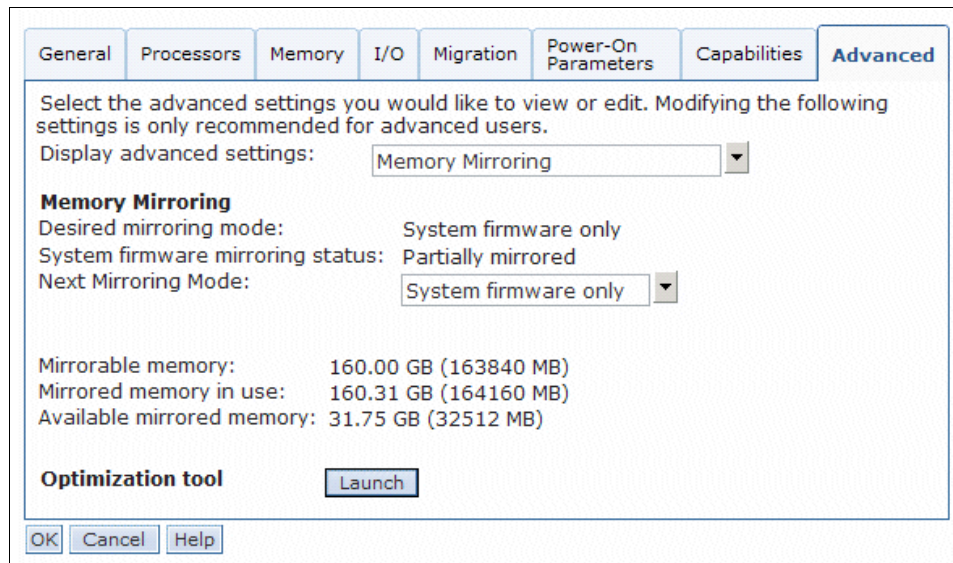 General Processors Memory I/O Migration Power-On Parameters Capabilities Advanced
Select the advanced settings you would like to view or edit. Modifying the following
settings is only recommended for advanced users.
Display advanced settings: Memory Mirroring
Memory Mirroring
Desired mirroring mode: System firmware only
System firmware mirroring status: Partially mirrored
Next Mirroring Mode: System firmware only
Mirrorable memory: 160.00 GB (163840 MB)
Mirrored memory in use: 160.31 GB (164160 MB)
Available mirrored memory: 31.75 GB (32512 MB)
Optimization tool Launch
OK Cancel Help